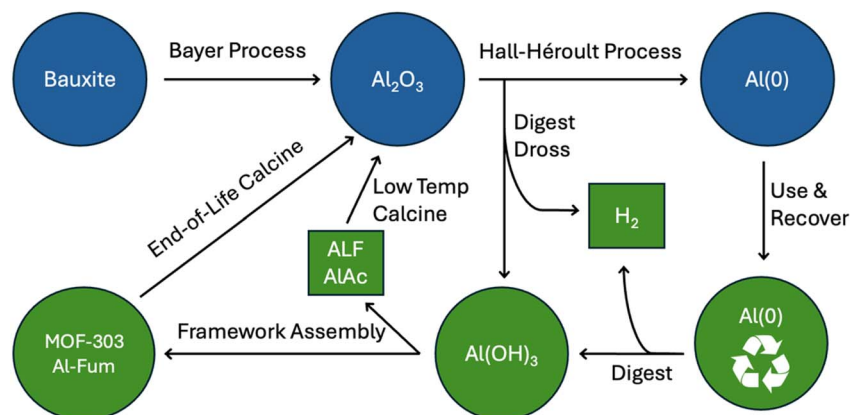 Bayer Process
Hall-Héroult Process
Bauxite
Al₂O₃
Al(0)
Digest
Dross
End-of-Life Calcine
Low Temp
Calcine
H₂
Use &
Recover
ALF
AlAc
MOF-303
Al-Fum
Framework Assembly
Al(OH)₃
Digest
Al(0)